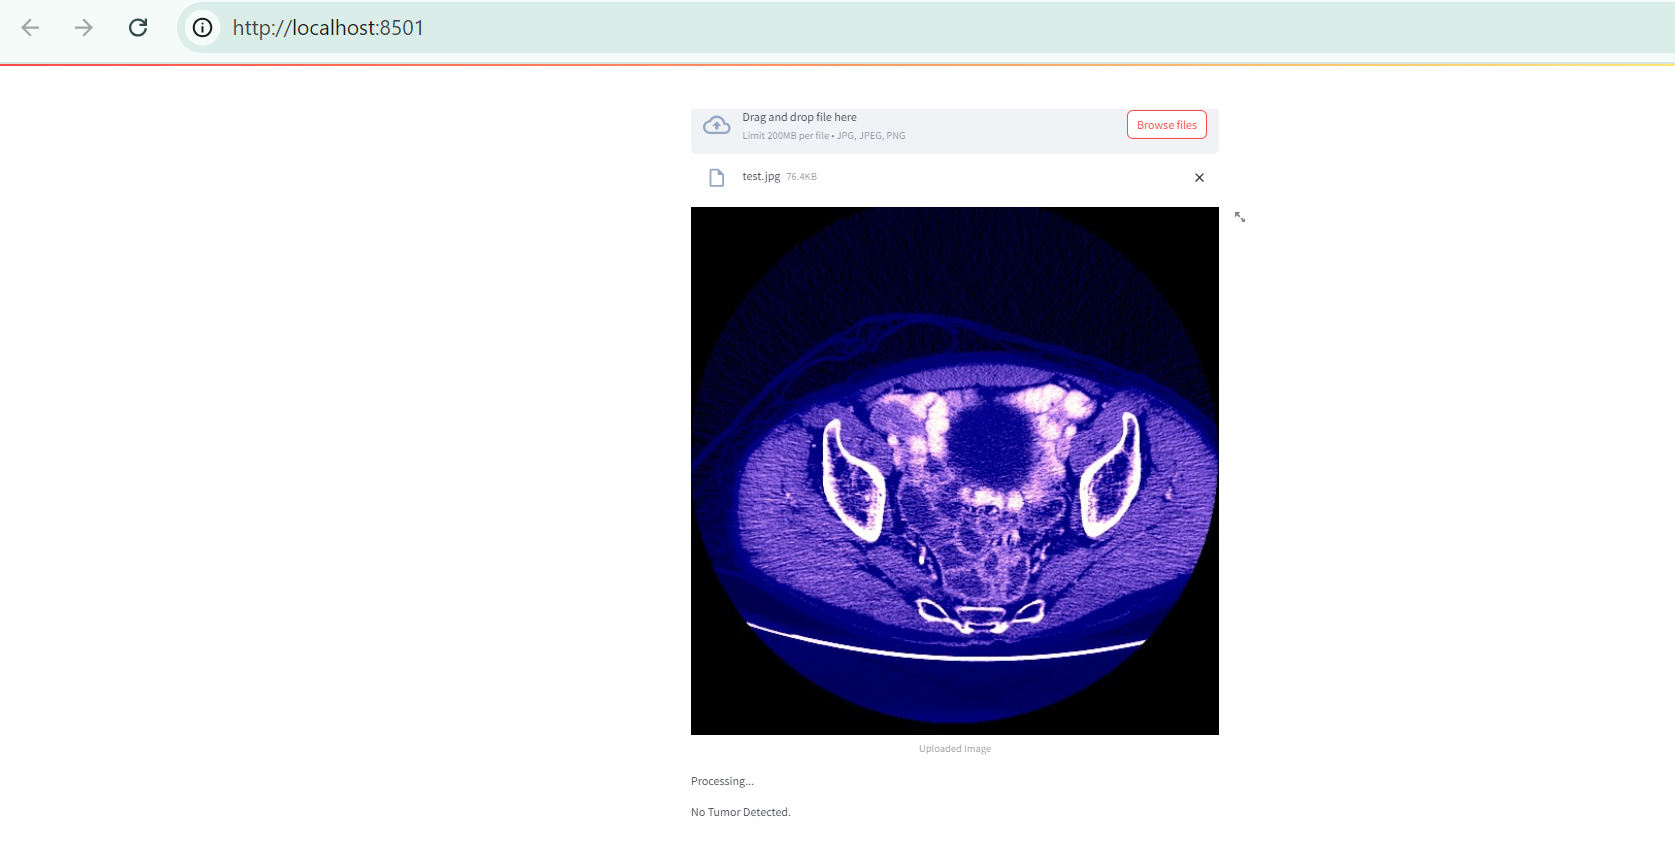 http://localhost:8501
Drag and drop file here
Limit 200MB per file • JPG, JPEG, PNG
Browse files
test.jpg 76.4KB
Uploaded Image
Processing...
No Tumor Detected.